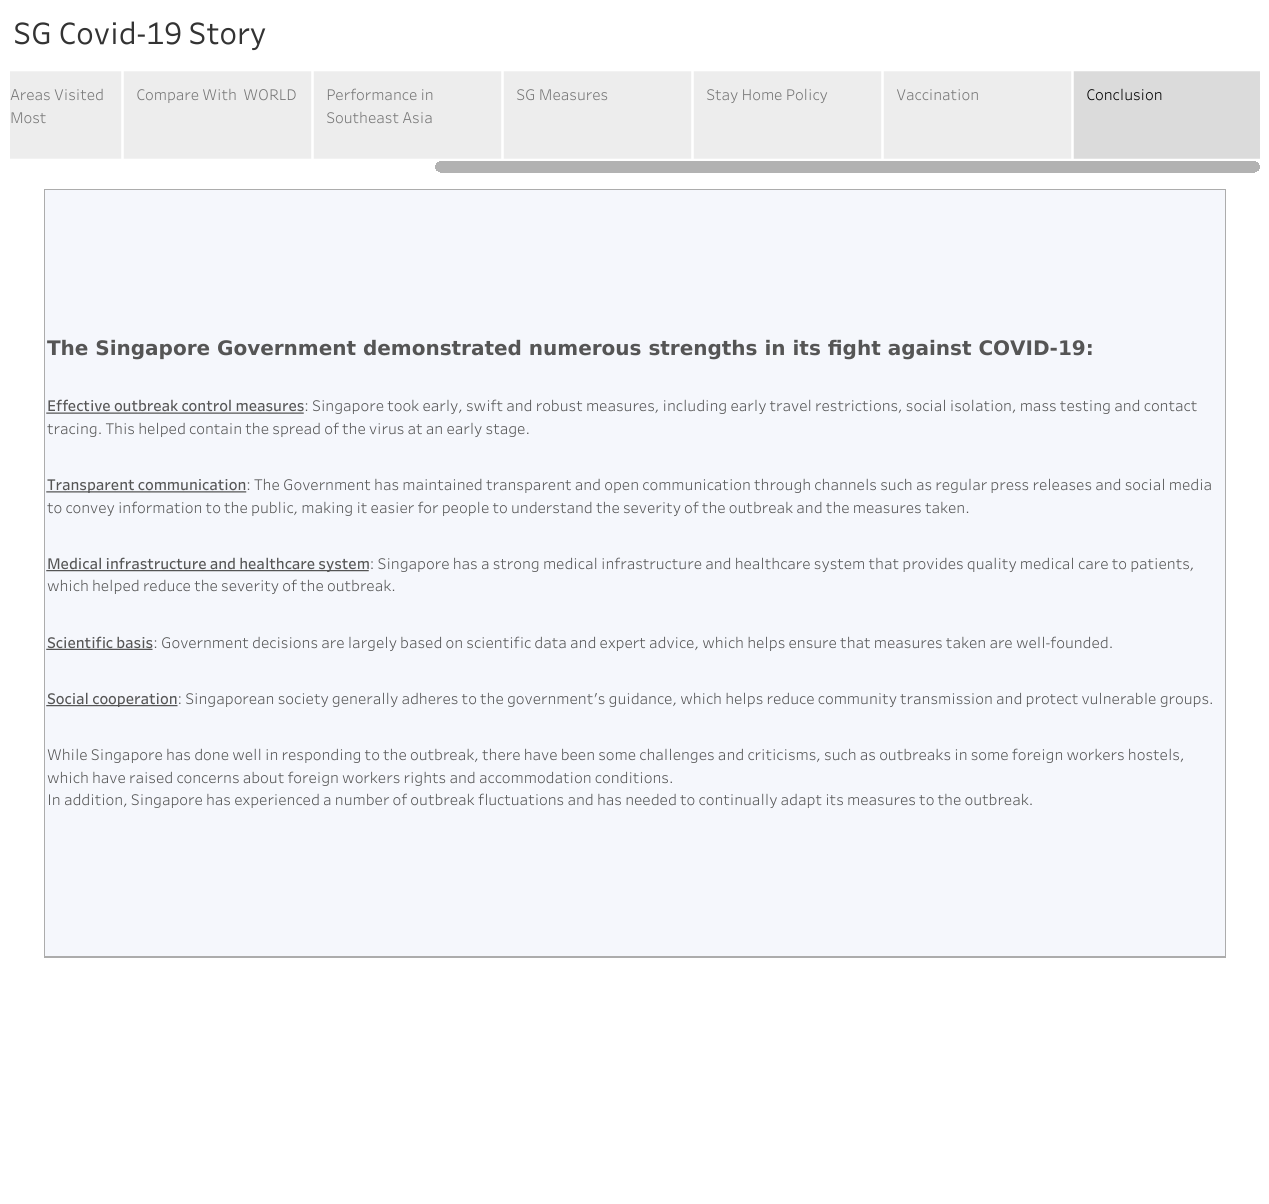 SG Covid-19 Story
Areas Visited
Most
Compare With  WORLD
Performance in
Southeast Asia
SG Measures
Stay Home Policy
Vaccination
Conclusion
The Singapore Government demonstrated numerous strengths in its fight against COVID-19:
Effective outbreak control measures: Singapore took early, swift and robust measures, including early travel restrictions, social isolation, mass testing and contact
tracing. This helped contain the spread of the virus at an early stage.
Transparent communication: The Government has maintained transparent and open communication through channels such as regular press releases and social media
to convey information to the public, making it easier for people to understand the severity of the outbreak and the measures taken.
Medical infrastructure and healthcare system: Singapore has a strong medical infrastructure and healthcare system that provides quality medical care to patients,
which helped reduce the severity of the outbreak.
Scientific basis: Government decisions are largely based on scientific data and expert advice, which helps ensure that measures taken are well-founded.
Social cooperation: Singaporean society generally adheres to the government's guidance, which helps reduce community transmission and protect vulnerable groups.
While Singapore has done well in responding to the outbreak, there have been some challenges and criticisms, such as outbreaks in some foreign workers hostels,
which have raised concerns about foreign workers rights and accommodation conditions.
In addition, Singapore has experienced a number of outbreak fluctuations and has needed to continually adapt its measures to the outbreak.